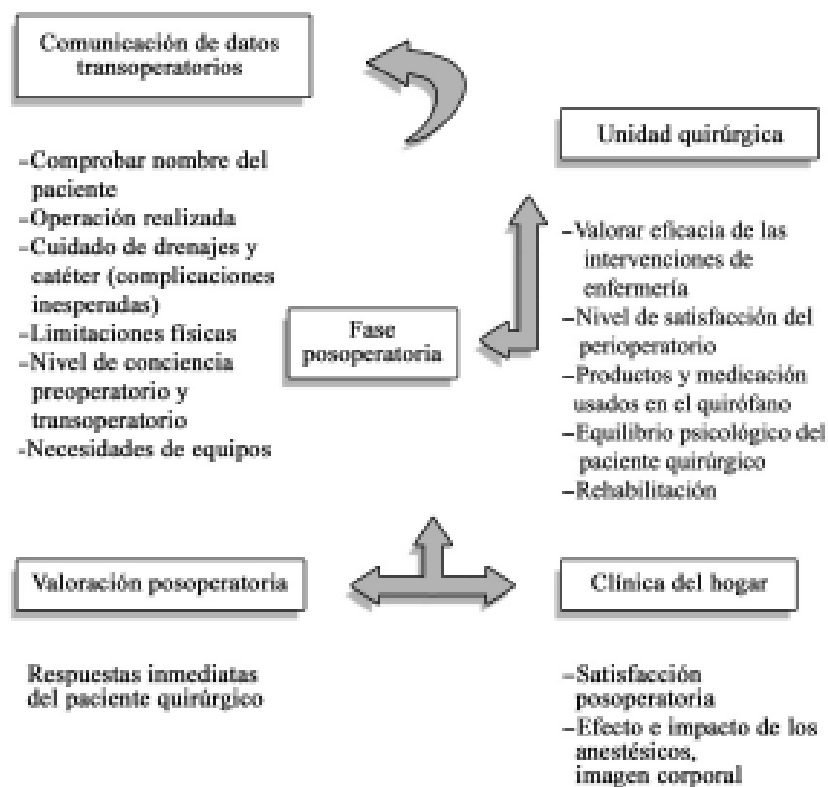 Comunicación de datos
transoperatorios
–Comprobar nombre del
paciente
–Operación realizada
–Cuidado de drenajes y
catéter (complicaciones
inesperadas)
–Limitaciones físicas
–Nivel de conciencia
preoperatorio y
transoperatorio
-Necesidades de equipos
Unidad quirúrgica
–Valorar eficacia de las
intervenciones de
enfermería
–Nivel de satisfacción del
perioperatorio
–Productos y medicación
usados en el quirófano
–Equilibrio psicológico del
paciente quirúrgico
–Rehabilitación
Fase
posoperatoria
Valoración posoperatoria
Respuestas inmediatas
del paciente quirúrgico
Clínica del hogar
–Satisfacción
posoperatoria
–Efecto e impacto de los
anestésicos,
imagen corporal